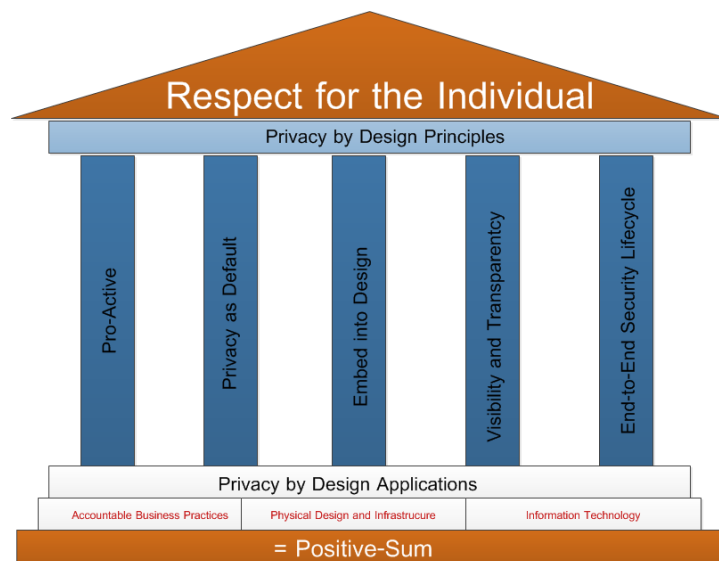 Respect for the Individual
Privacy by Design Principles
Pro-Active
Privacy as Default
Embed into Design
Visibility and Transparentcy
End-to-End Security Lifecycle
Privacy by Design Applications
Accountable Business Practices
Physical Design and Infrastrucure
Information Technology
= Positive-Sum